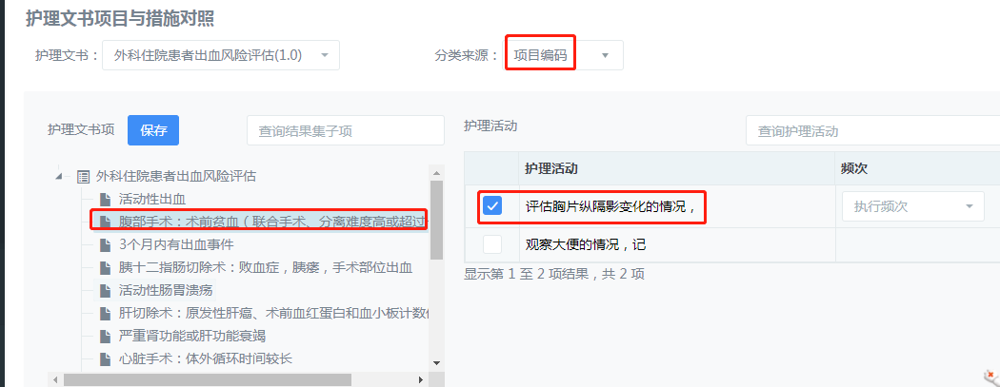 护理文书项目与措施对照
护理文书： 外科住院患者出血风险评估(1.0) 分类来源： 项目编码
护理文书项 保存 查询结果集子项 护理活动 查询护理活动
外科住院患者出血风险评估
活动性出血
腹部手术：术前贫血（联合手术、分离难度高或超过
3个月内有出血事件
胰十二指肠切除术：败血症，胰瘘，手术部位出血
活动性肠胃溃疡
肝切除术：原发性肝癌、术前血红蛋白和血小板计数
严重肾功能或肝功能衰竭
心脏手术：体外循环时间较长
护理活动 频次
评估胸片纵隔影变化的情况， 执行频次
观察大便的情况，记
显示第 1 至 2 项结果，共 2 项